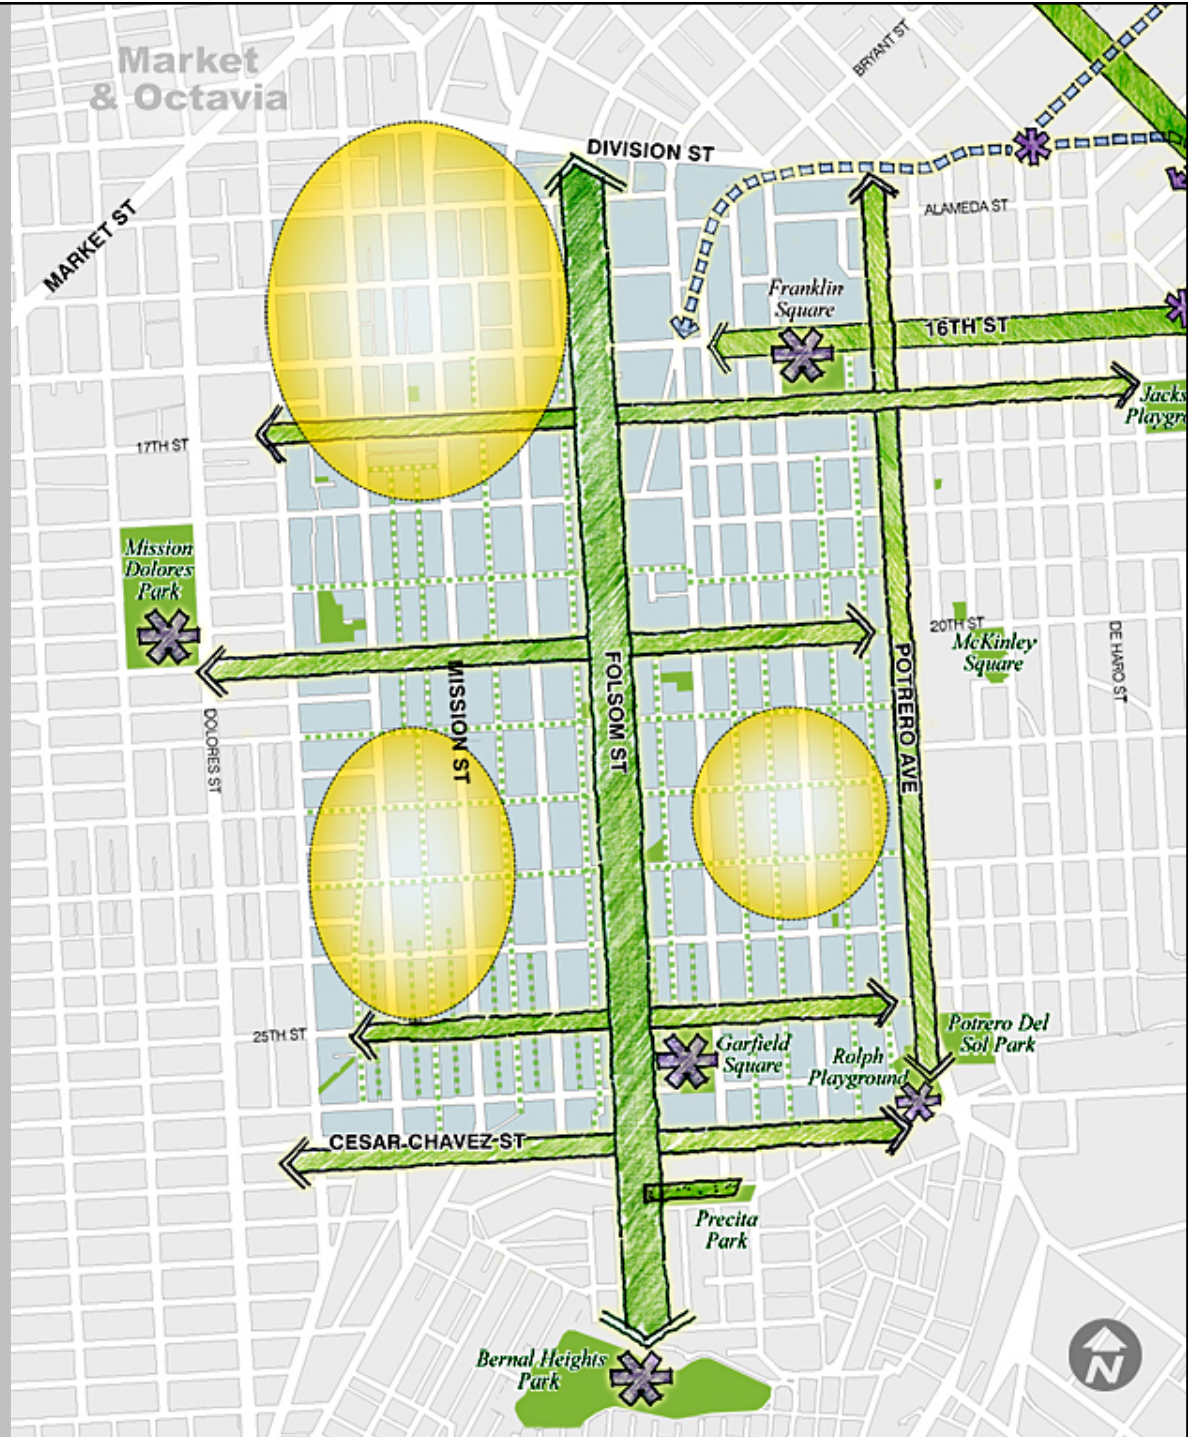 Market
& Octavia
BRYANT ST
DIVISION ST
MARKET ST
ALAMEDA ST
Franklin
Square
16TH ST
Jacks
Playgro
17TH ST
Mission
Dolores
Park
20TH ST
McKinley
Square
DE HARO ST
MISSION ST
FOLSOM ST
POTRERO AVE
DOLORES ST
25TH ST
Garfield
Square
Rolph
Playground
Potrero Del
Sol Park
CESAR CHAVEZ ST
Precita
Park
Bernal Heights
Park
N